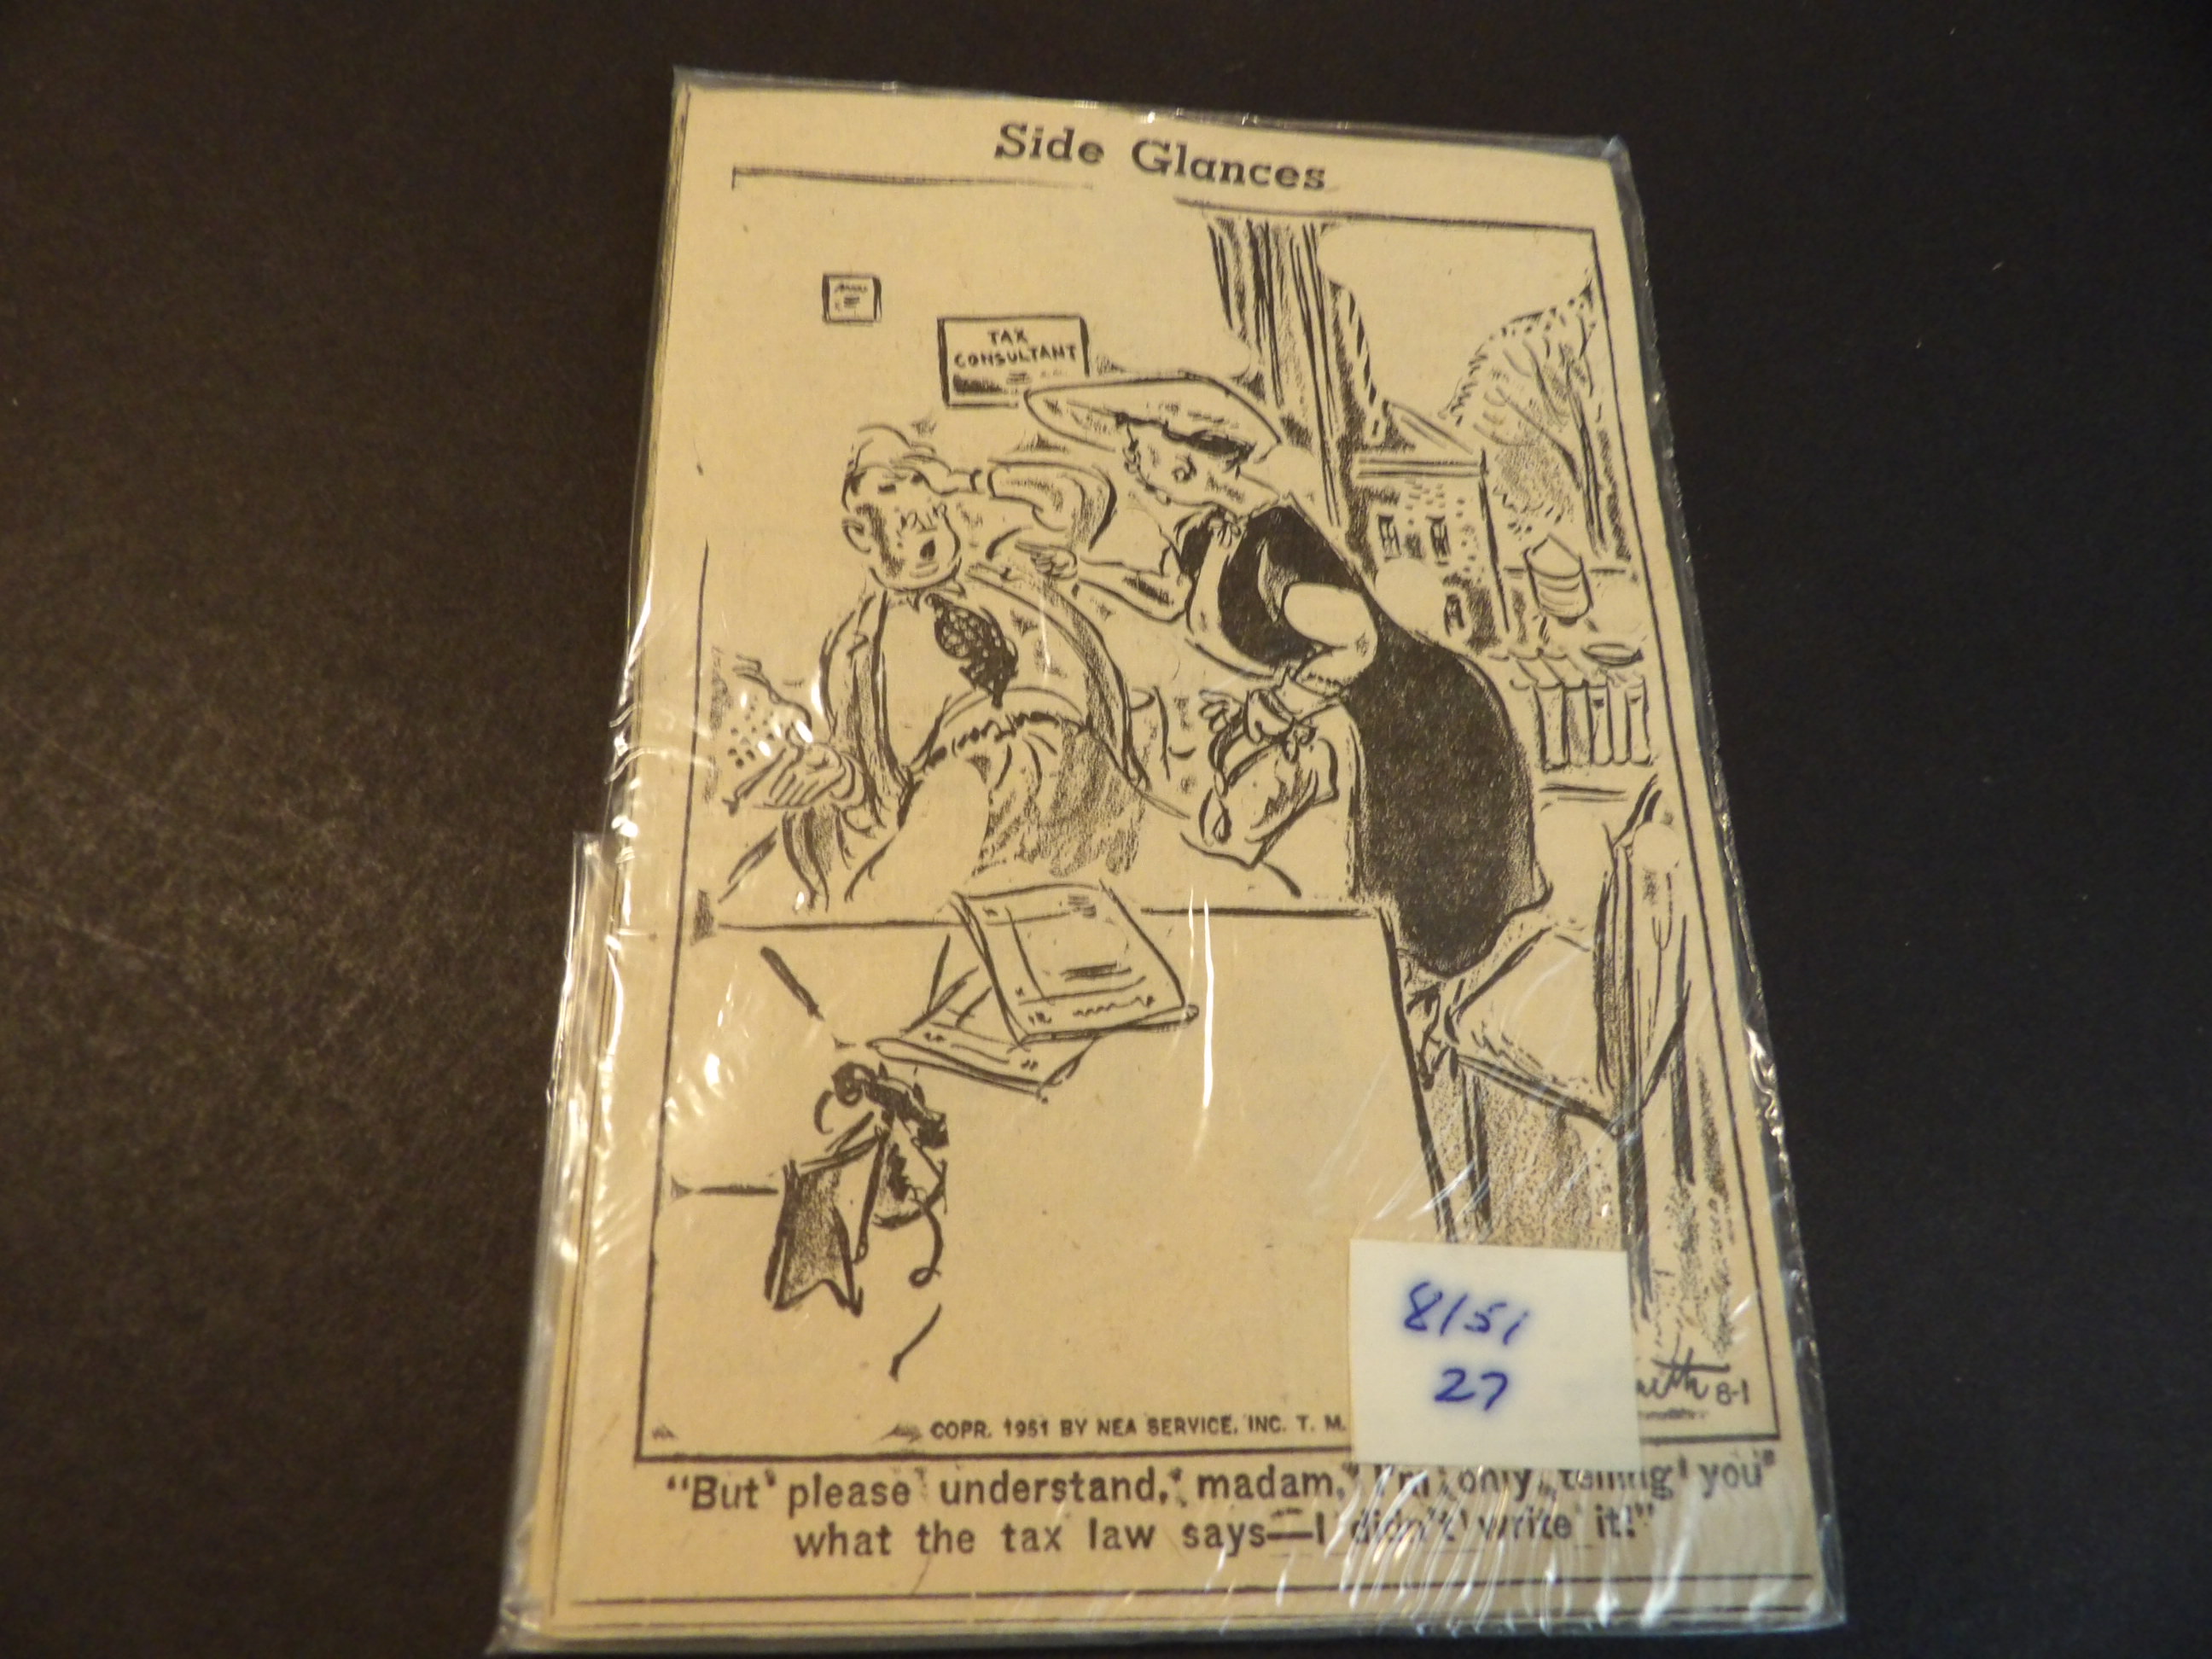 Side Glances
TAX
CONSULTANT
8/51
27
8-1
COPR. 1951 BY NEA SERVICE, INC. T. M.
"But please understand, madam, I'm only telling you
what the tax law says—I didn't write it!"